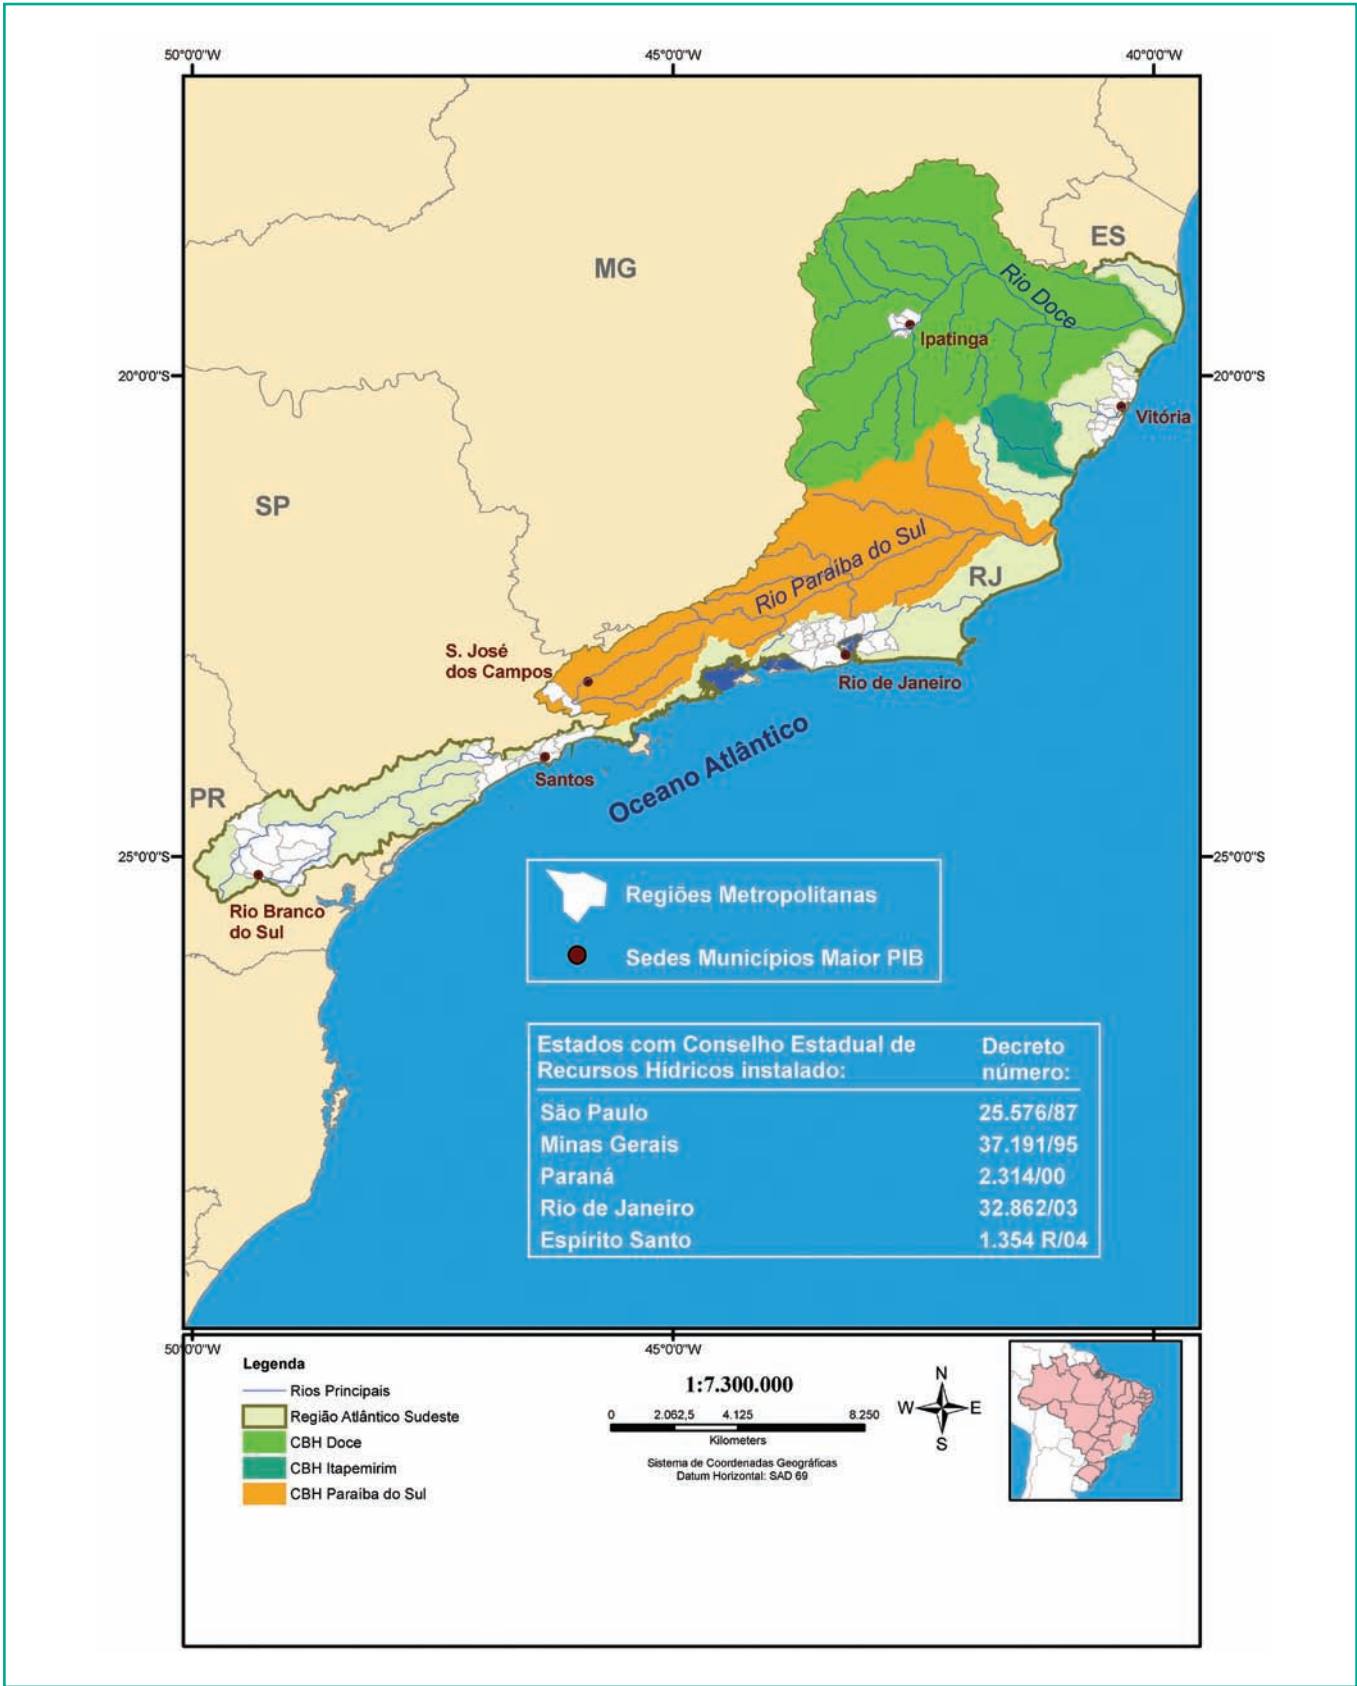 50°0'0"W
45°0'0"W
40°0'0"W
ES
MG
Rio Doce
Ipatinga
20°0'0"S
20°0'0"S
Vitória
SP
Rio Paraíba do Sul
RJ
S. José
dos Campos
Rio de Janeiro
Oceano Atlântico
Santos
PR
25°0'0"S
25°0'0"S
Rio Branco
do Sul
Regiões Metropolitanas
Sedes Municípios Maior PIB
Estados com Conselho Estadual de Decreto
Recursos Hídricos instalado: número:
São Paulo 25.576/87
Minas Gerais 37.191/95
Paraná 2.314/00
Rio de Janeiro 32.862/03
Espírito Santo 1.354 R/04
50°0'0"W
45°0'0"W
Legenda
Rios Principais
Região Atlântico Sudeste
CBH Doce
CBH Itapemirim
CBH Paraíba do Sul
1:7.300.000
0 2.062,5 4.125 8.250
Kilometers
Sistema de Coordenadas Geográficas
Datum Horizontal: SAD 69
N
W E
S